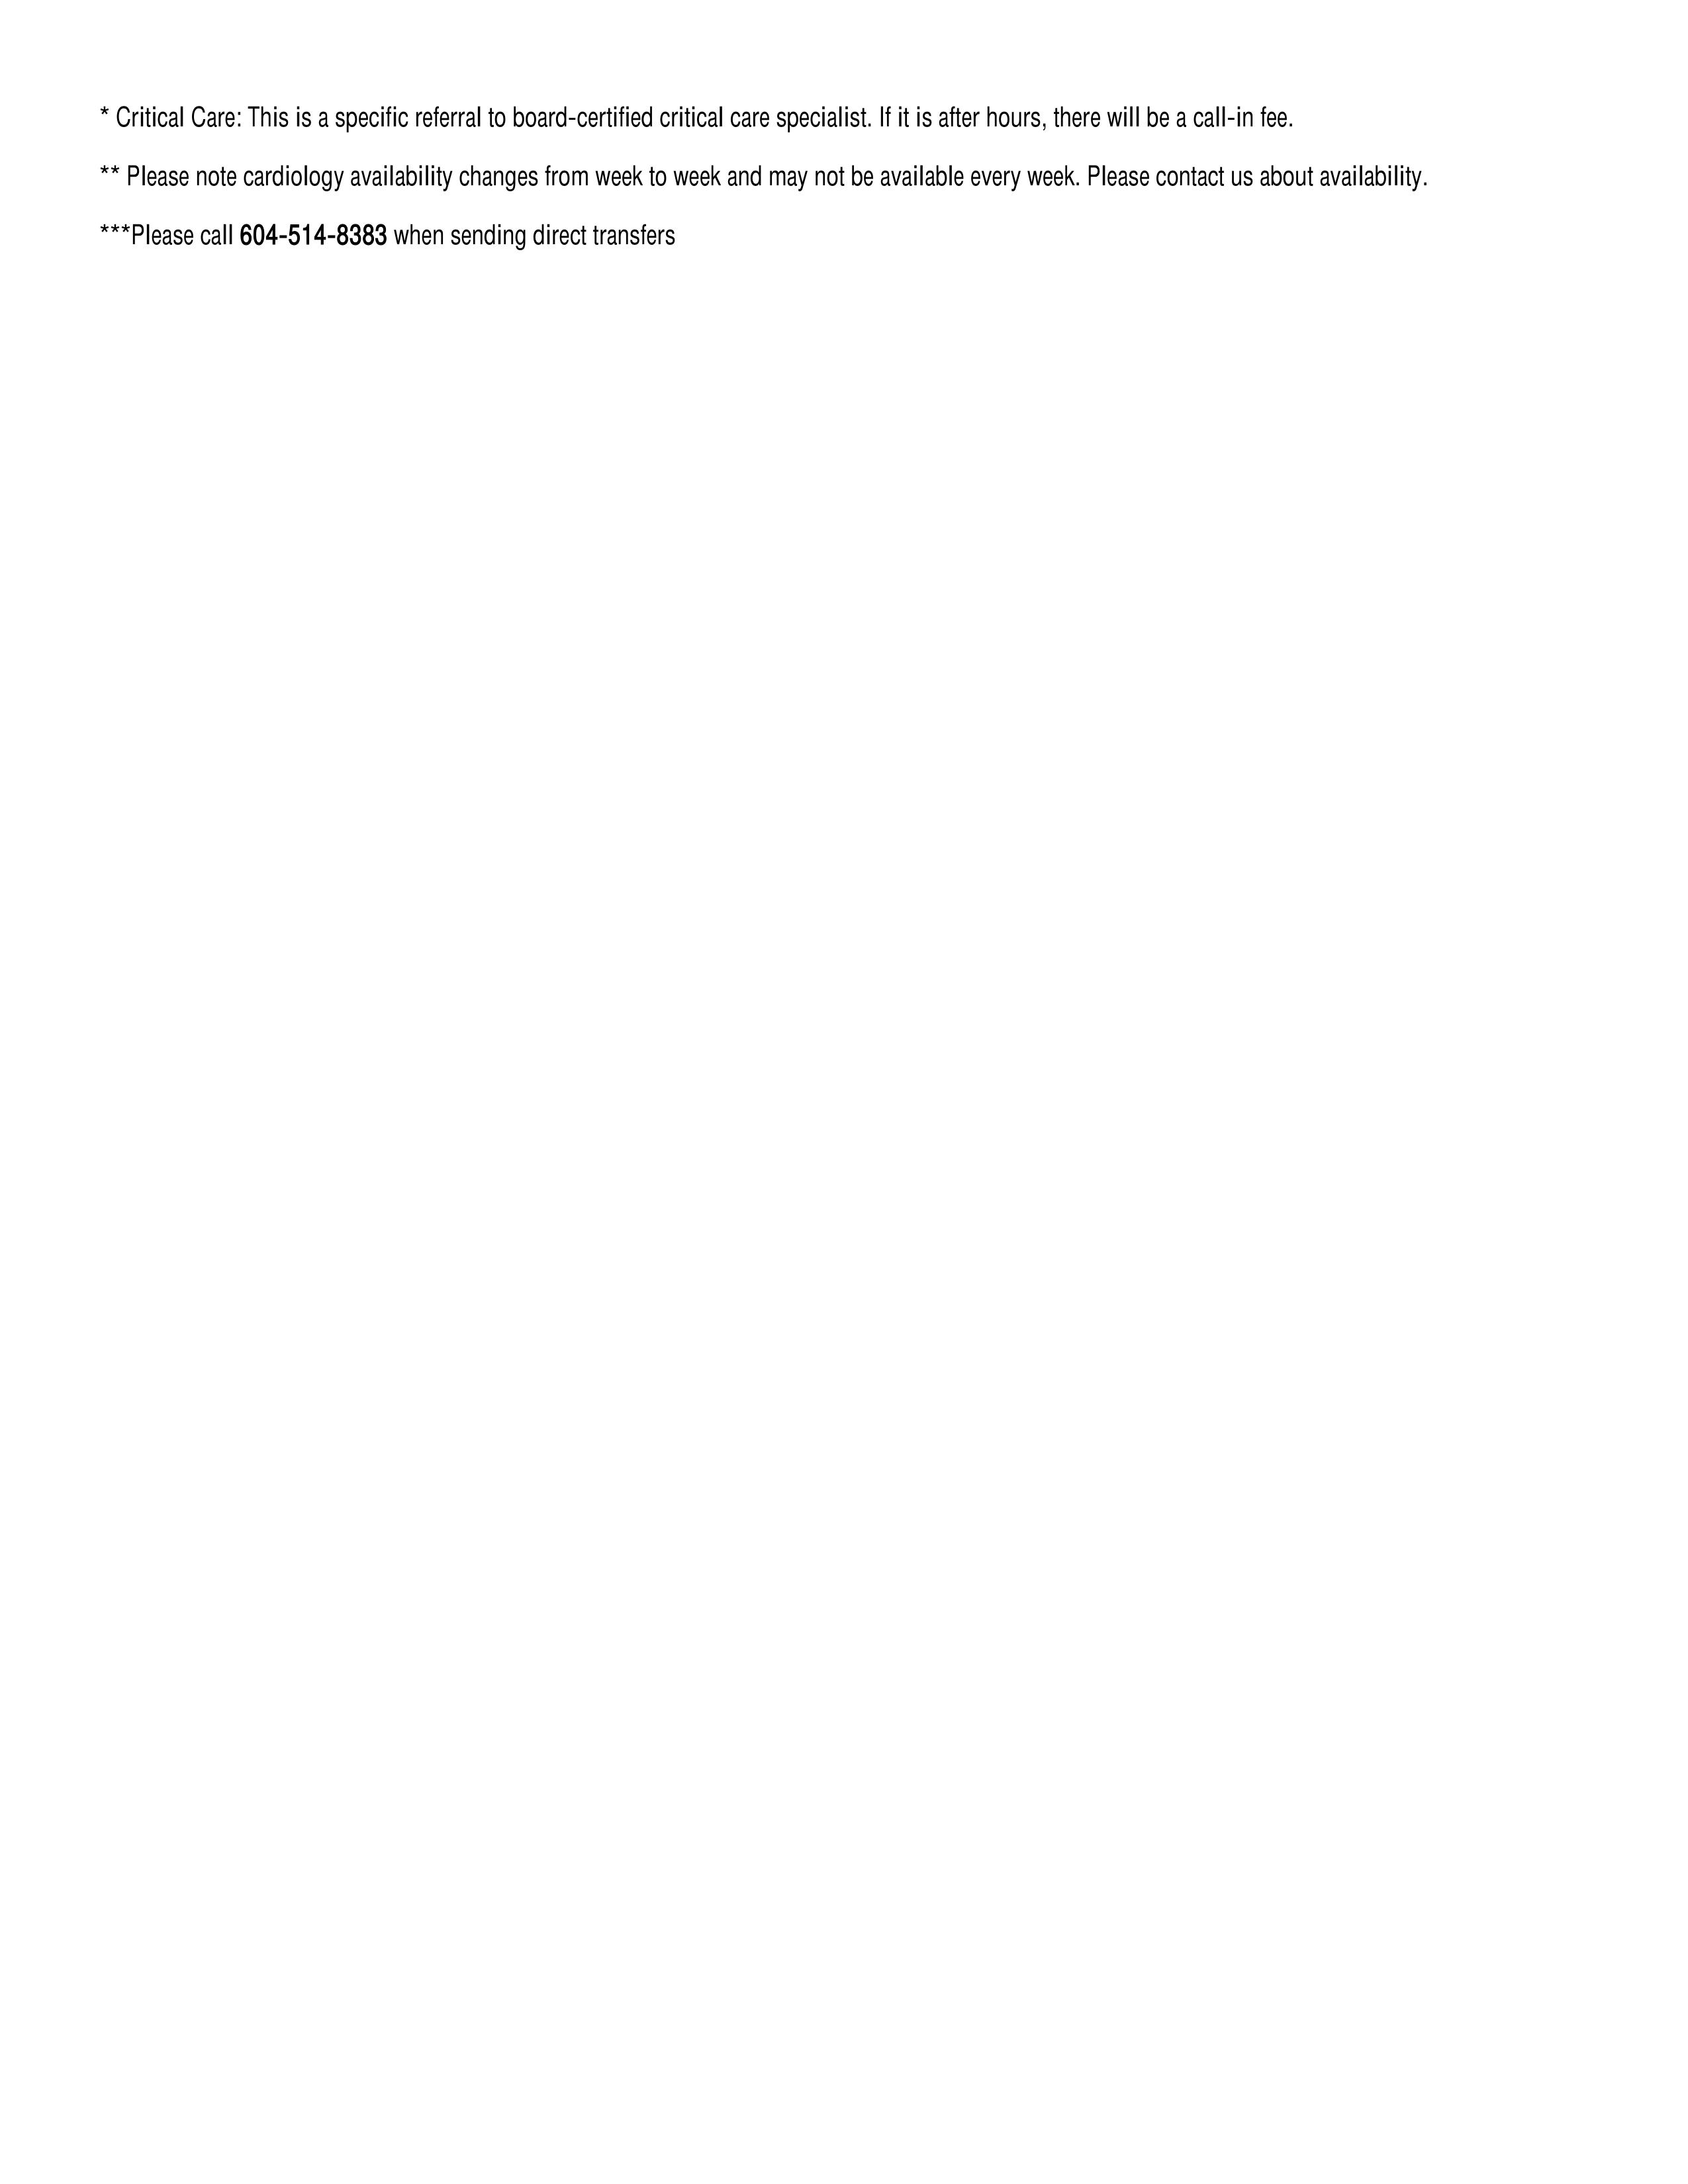 * Critical Care: This is a specific referral to board-certified critical care specialist. If it is after hours, there will be a call-in fee.
** Please note cardiology availability changes from week to week and may not be available every week. Please contact us about availability.
***Please call 604-514-8383 when sending direct transfers